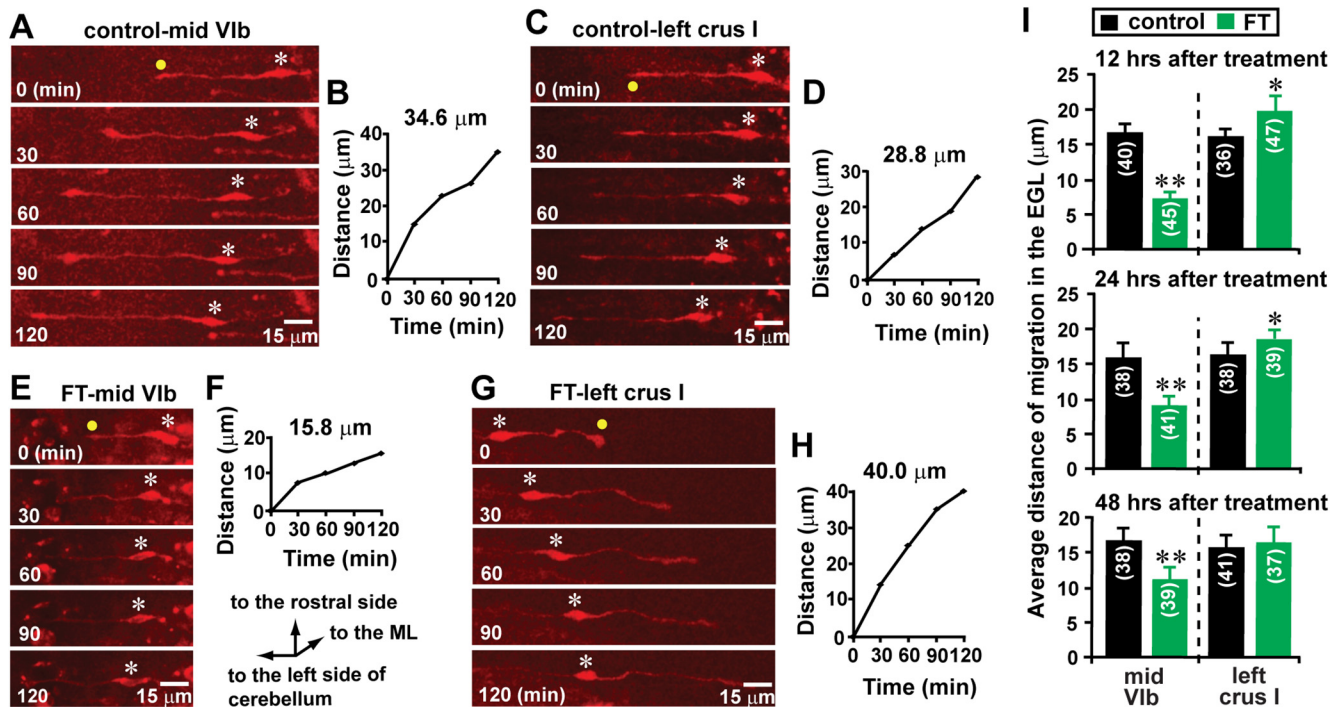 A
control-mid VIb
*
0 (min)
*
30
*
60
*
90
*
120
15 μm
B
34.6 μm
Distance (μm)
40
30
20
10
0
0 30 60 90 120
Time (min)
C
control-left crus I
*
0 (min)
*
30
*
60
*
90
*
120
15 μm
D
28.8 μm
Distance (μm)
30
20
10
0
0 30 60 90 120
Time (min)
E
FT-mid VIb
*
0 (min)
*
30
*
60
*
90
*
120
15 μm
F
15.8 μm
Distance (μm)
20
10
0
0 30 60 90 120
Time (min)
to the rostral side
to the ML
to the left side of
cerebellum
G
FT-left crus I
*
0
*
30
*
60
*
90
*
120 (min)
15 μm
H
40.0 μm
Distance (μm)
40
30
20
10
0
0 30 60 90 120
Time (min)
I
control FT
Average distance of migration in the EGL (μm)
12 hrs after treatment
25
20
15
10
5
0
(40)
**
(45)
(36)
*
(47)
24 hrs after treatment
25
20
15
10
5
0
(38)
**
(41)
(38)
*
(39)
48 hrs after treatment
20
15
10
5
0
(38)
**
(39)
(41)
(37)
mid left
VIb crus I